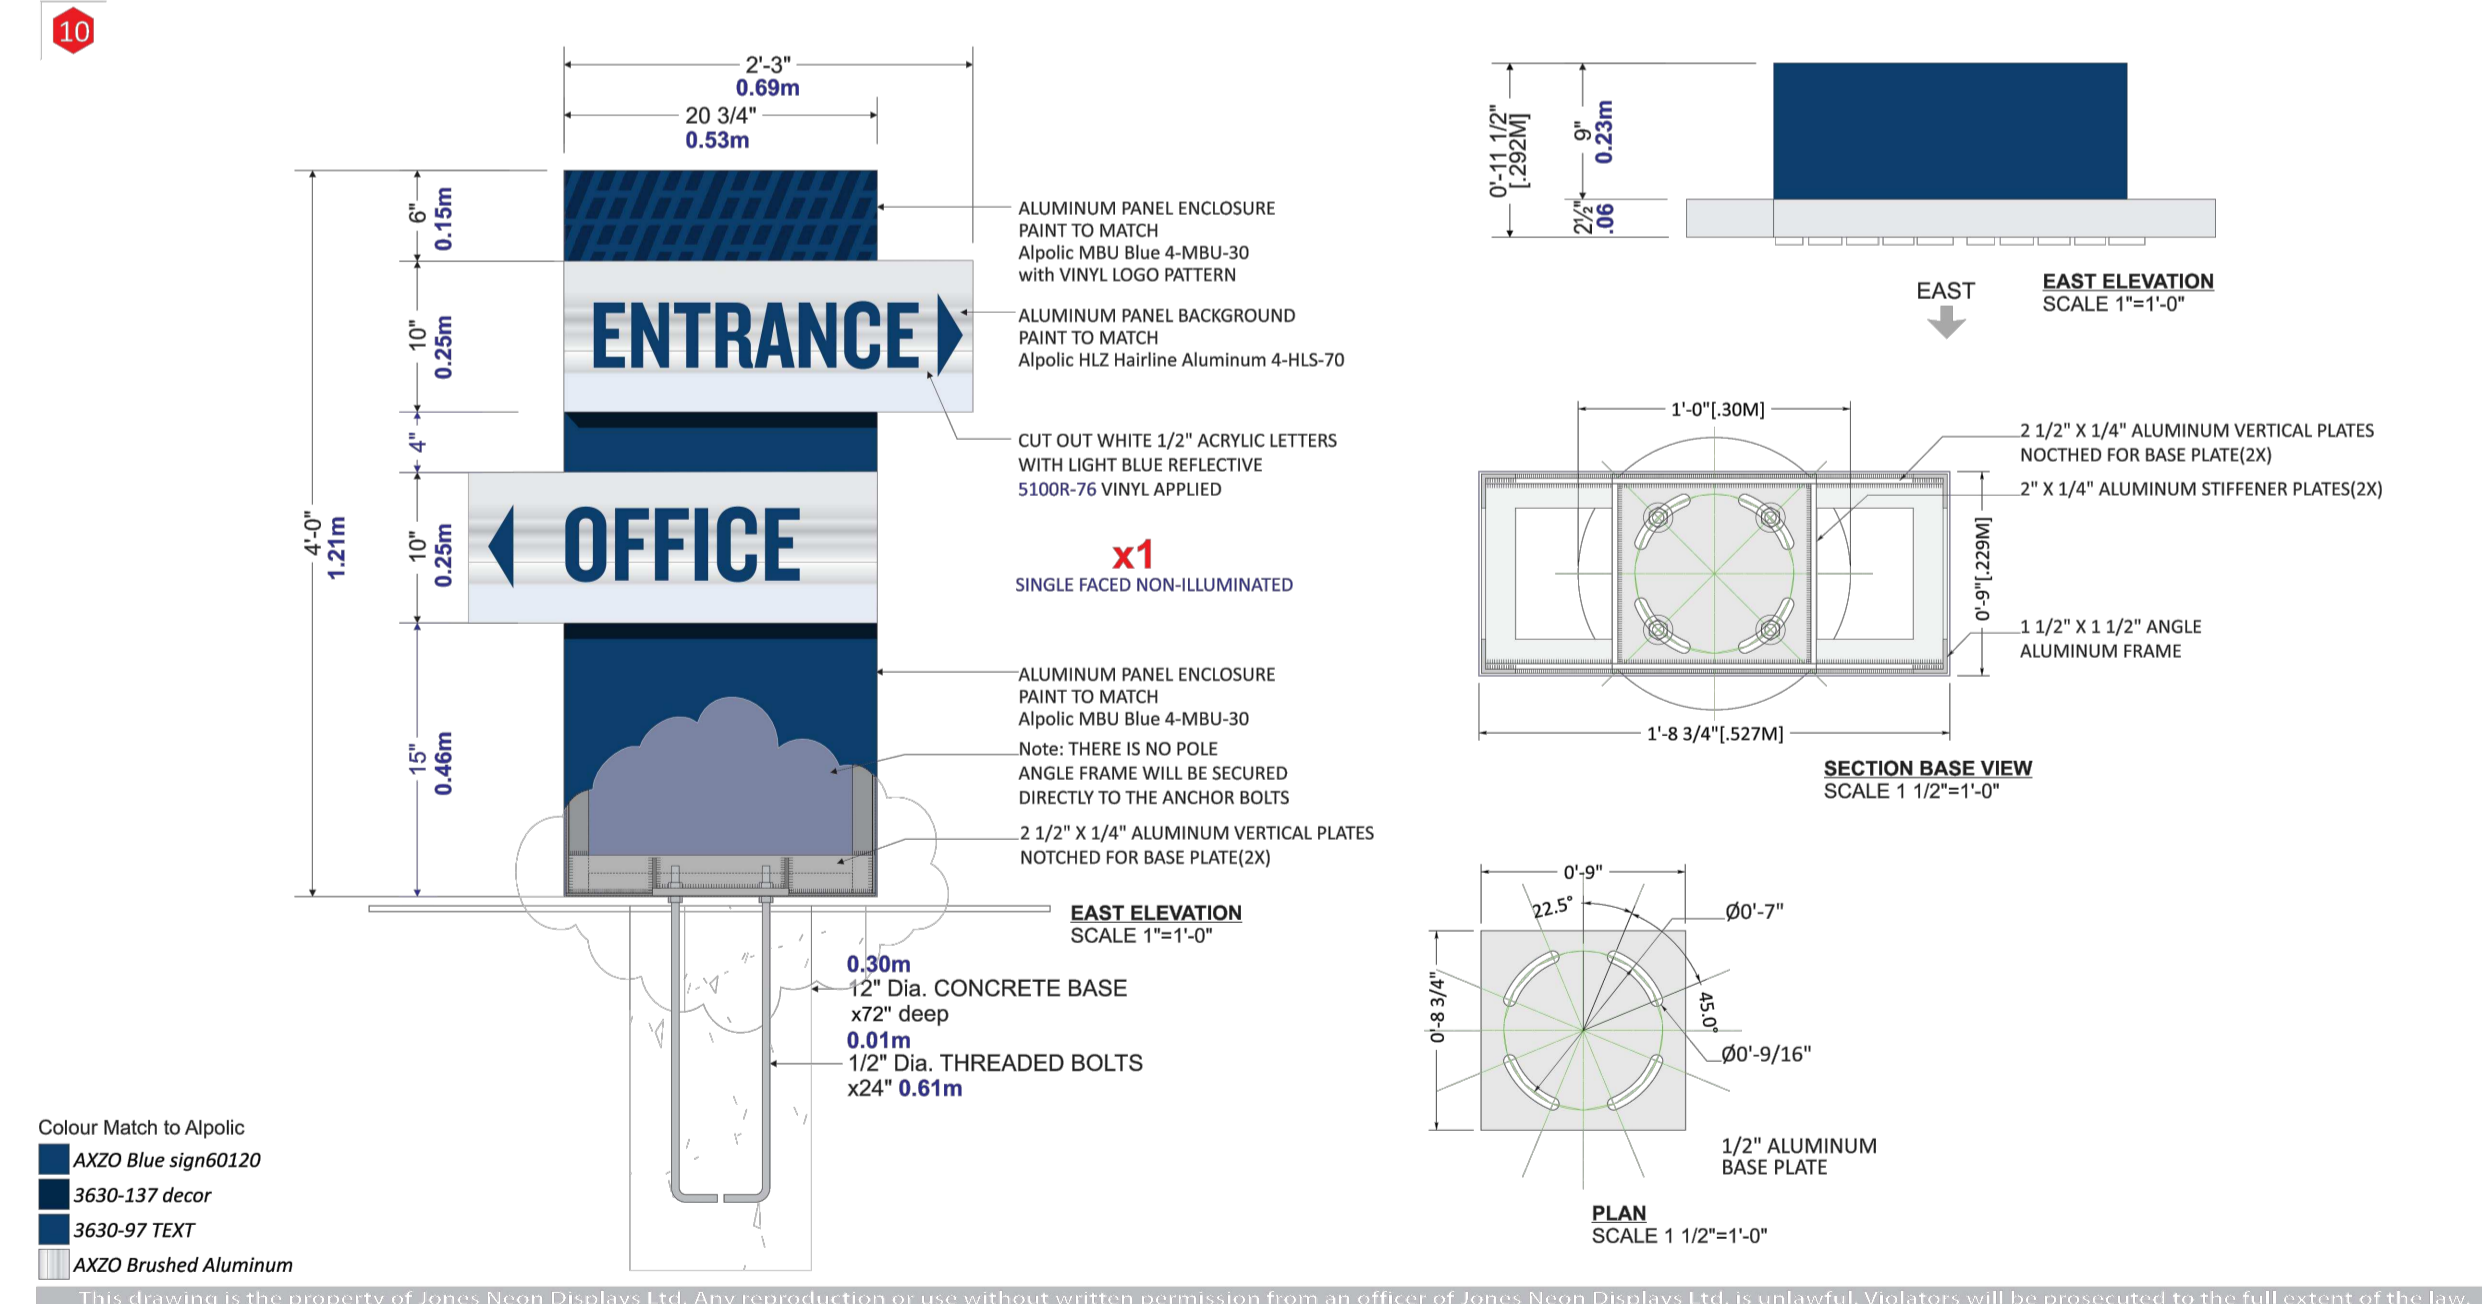 10
2'-3"
0.69m
20 3/4"
0.53m
6"
0.15m
10"
0.25m
4"
10"
0.25m
15"
0.46m
4'-0"
1.21m
ENTRANCE
OFFICE
ALUMINUM PANEL ENCLOSURE
PAINT TO MATCH
Alpolic MBU Blue 4-MBU-30
with VINYL LOGO PATTERN
ALUMINUM PANEL BACKGROUND
PAINT TO MATCH
Alpolic HLZ Hairline Aluminum 4-HLS-70
CUT OUT WHITE 1/2" ACRYLIC LETTERS
WITH LIGHT BLUE REFLECTIVE
5100R-76 VINYL APPLIED
x1
SINGLE FACED NON-ILLUMINATED
ALUMINUM PANEL ENCLOSURE
PAINT TO MATCH
Alpolic MBU Blue 4-MBU-30
Note: THERE IS NO POLE
ANGLE FRAME WILL BE SECURED
DIRECTLY TO THE ANCHOR BOLTS
2 1/2" X 1/4" ALUMINUM VERTICAL PLATES
NOTCHED FOR BASE PLATE(2X)
EAST ELEVATION
SCALE 1"=1'-0"
0.30m
12" Dia. CONCRETE BASE
x72" deep
0.01m
1/2" Dia. THREADED BOLTS
x24" 0.61m
Colour Match to Alpolic
AXZO Blue sign60120
3630-137 decor
3630-97 TEXT
AXZO Brushed Aluminum
0'-11 1/2"
[.292M]
9"
0.23m
2½"
.06
EAST
EAST ELEVATION
SCALE 1"=1'-0"
1'-0"[.30M]
2 1/2" X 1/4" ALUMINUM VERTICAL PLATES
NOCTHED FOR BASE PLATE(2X)
2" X 1/4" ALUMINUM STIFFENER PLATES(2X)
0'-9"[.229M]
1 1/2" X 1 1/2" ANGLE
ALUMINUM FRAME
1'-8 3/4"[.527M]
SECTION BASE VIEW
SCALE 1 1/2"=1'-0"
0'-9"
22.5°
Ø0'-7"
0'-8 3/4"
45.0°
Ø0'-9/16"
1/2" ALUMINUM
BASE PLATE
PLAN
SCALE 1 1/2"=1'-0"
This drawing is the property of Jones Neon Displays Ltd. Any reproduction or use without written permission from an officer of Jones Neon Displays Ltd. is unlawful. Violators will be prosecuted to the full extent of the law.